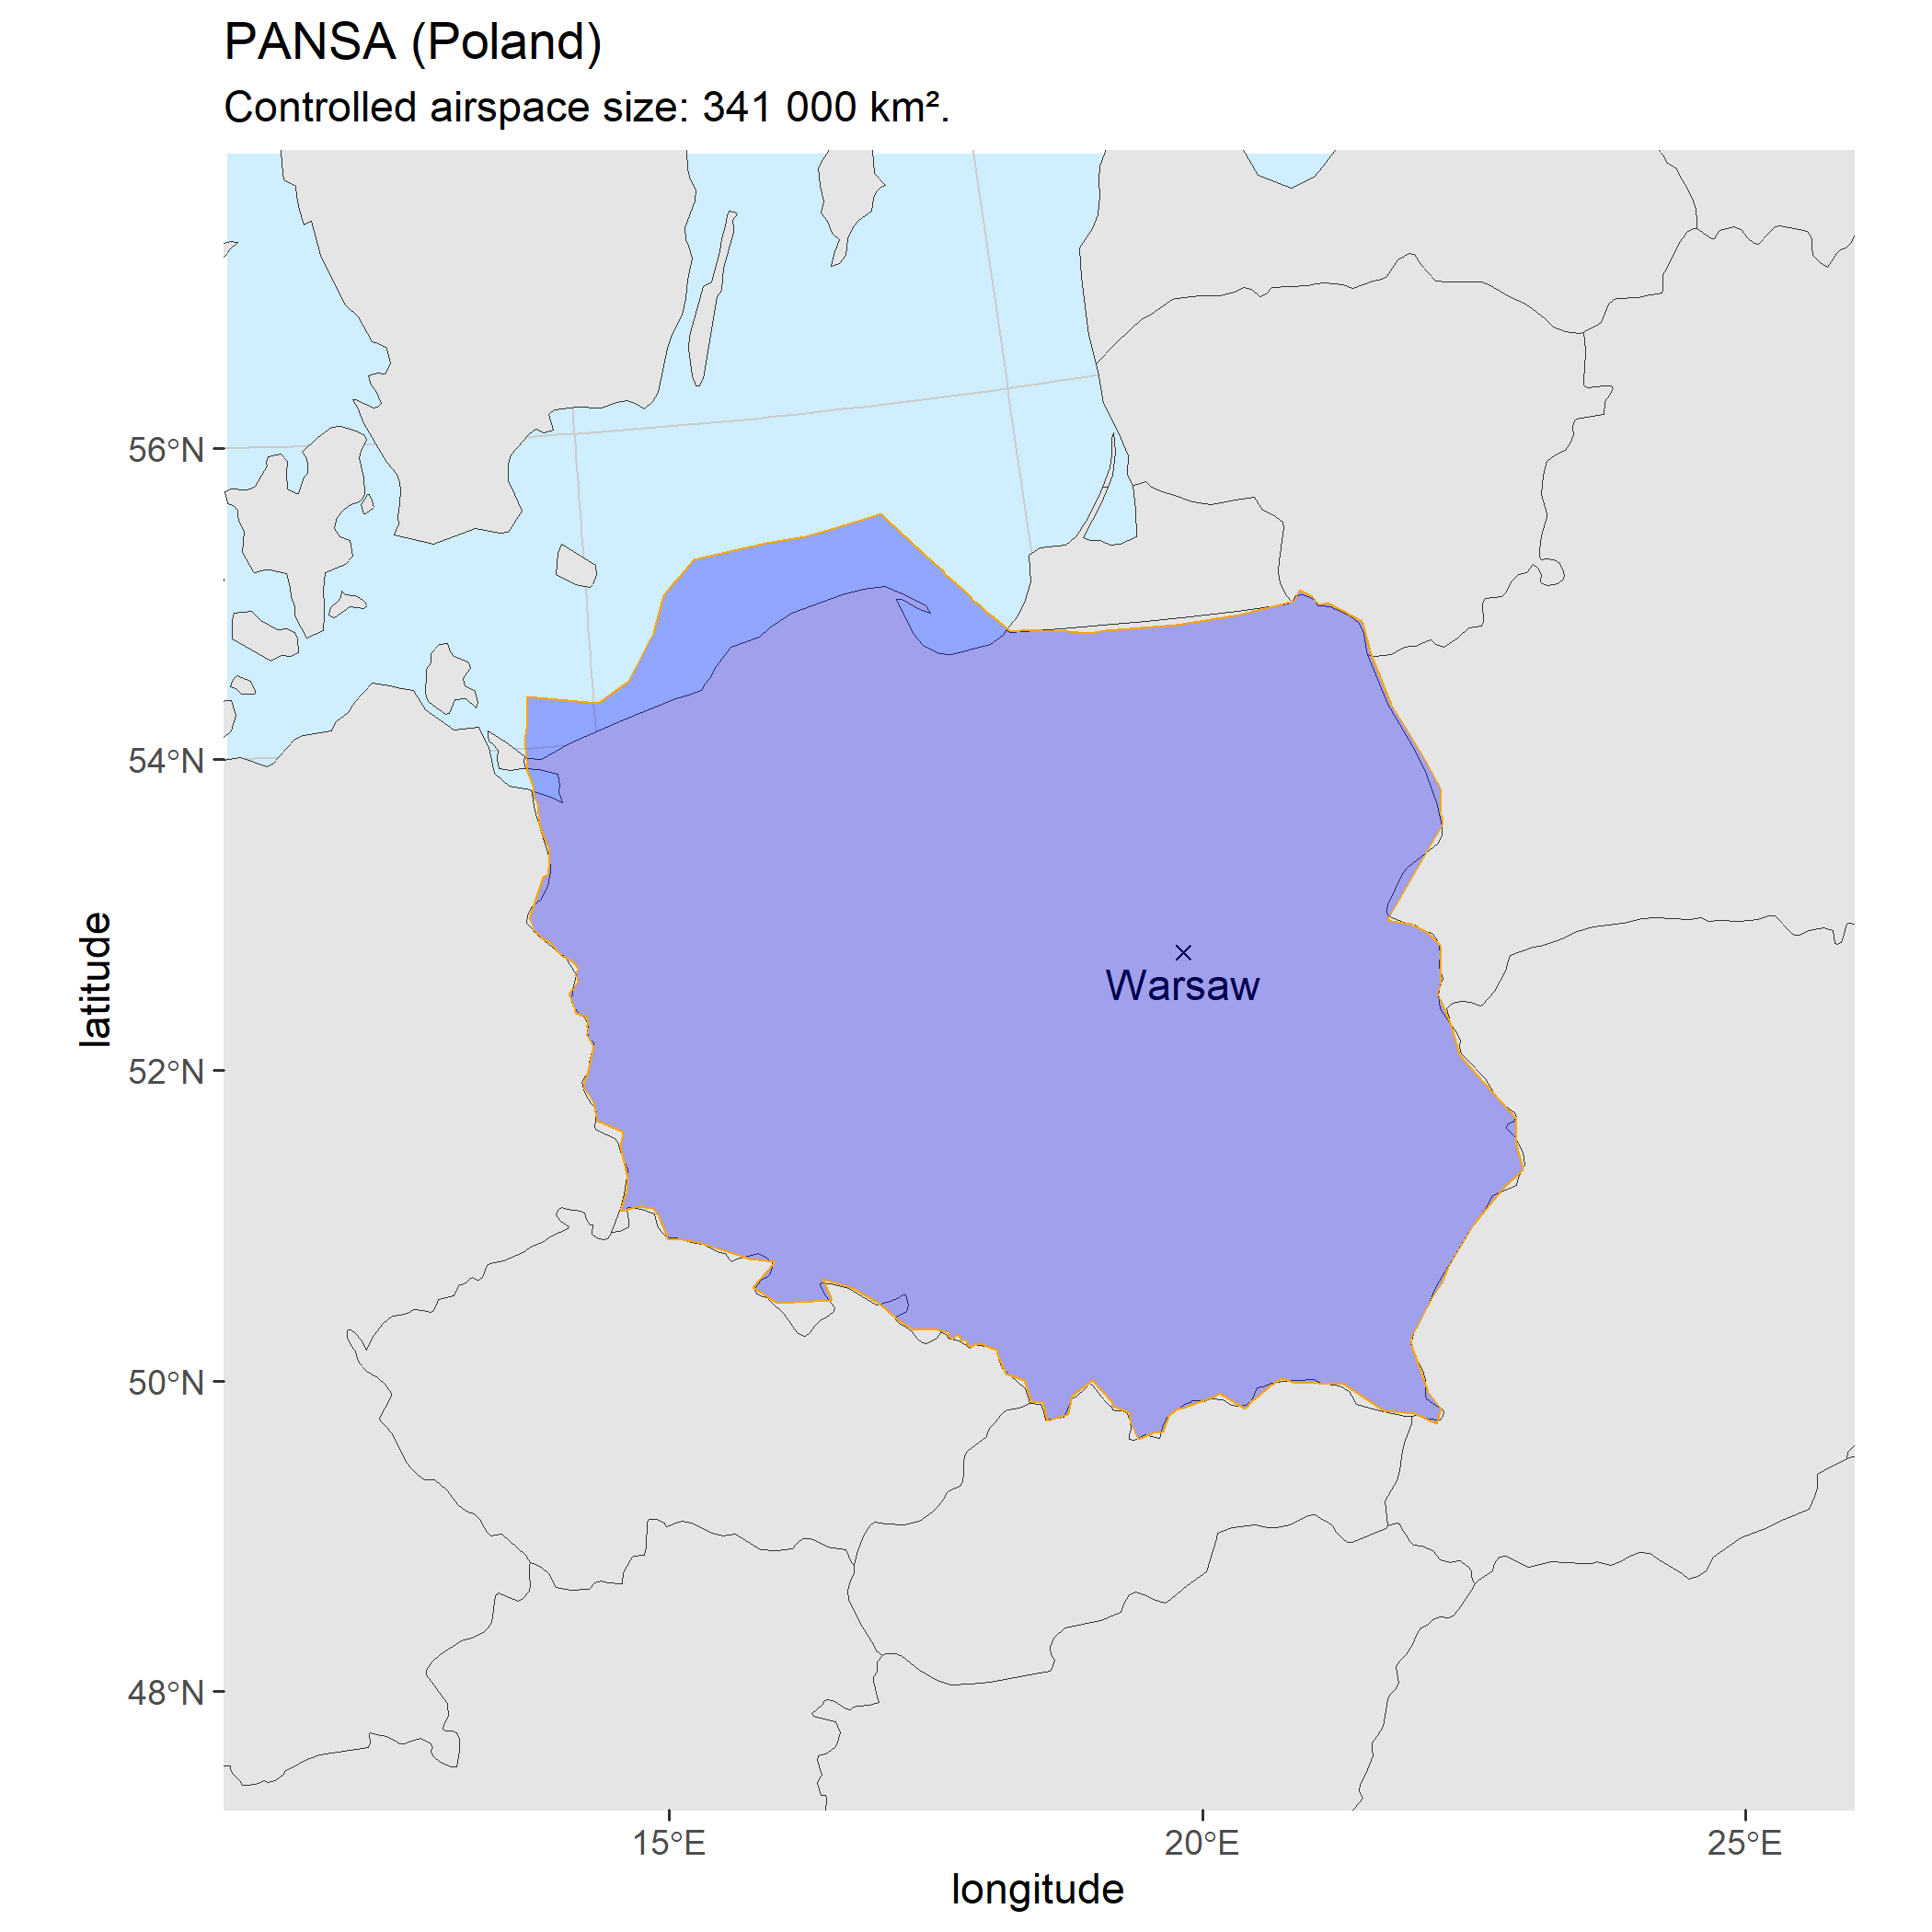 PANSA (Poland)
Controlled airspace size: 341 000 km².
56°N
54°N
52°N
50°N
48°N
latitude
Warsaw
15°E
20°E
25°E
longitude